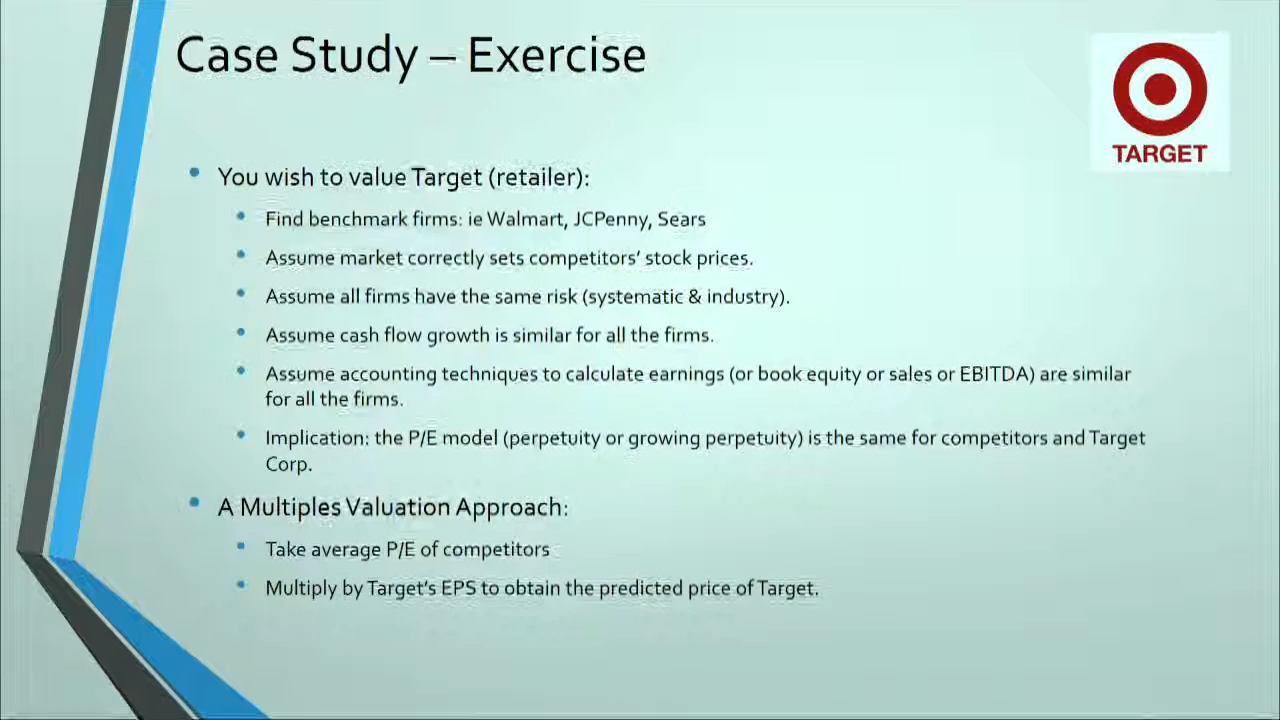 Case Study – Exercise
TARGET
You wish to value Target (retailer):
Find benchmark firms: ie Walmart, JCPenny, Sears
Assume market correctly sets competitors' stock prices.
Assume all firms have the same risk (systematic & industry).
Assume cash flow growth is similar for all the firms.
Assume accounting techniques to calculate earnings (or book equity or sales or EBITDA) are similar
for all the firms.
Implication: the P/E model (perpetuity or growing perpetuity) is the same for competitors and Target
Corp.
A Multiples Valuation Approach:
Take average P/E of competitors
Multiply by Target's EPS to obtain the predicted price of Target.